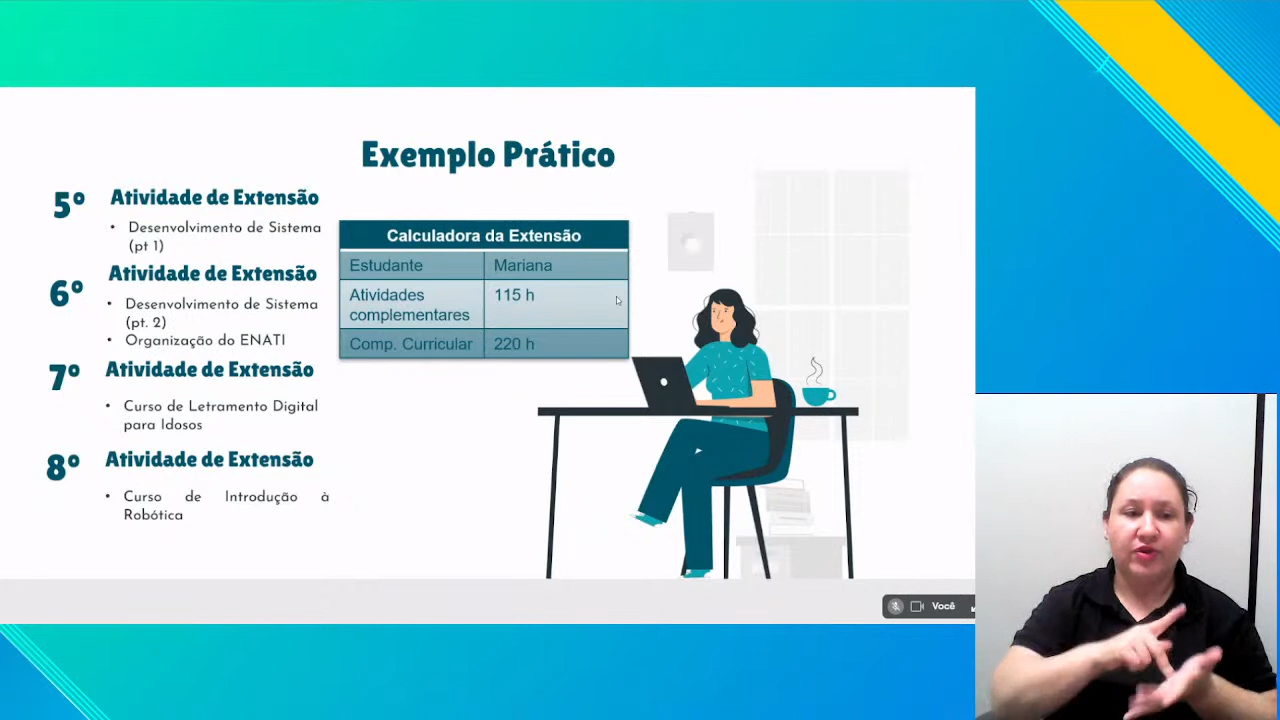 Exemplo Prático
5º
Atividade de Extensão
• Desenvolvimento de Sistema
(pt 1)
6º
Atividade de Extensão
• Desenvolvimento de Sistema
(pt. 2)
• Organização do ENATI
7º
Atividade de Extensão
• Curso de Letramento Digital
para Idosos
8º
Atividade de Extensão
• Curso de Introdução à
Robótica
Calculadora da Extensão
Estudante Mariana
Atividades 115 h
complementares
Comp. Curricular 220 h
Você